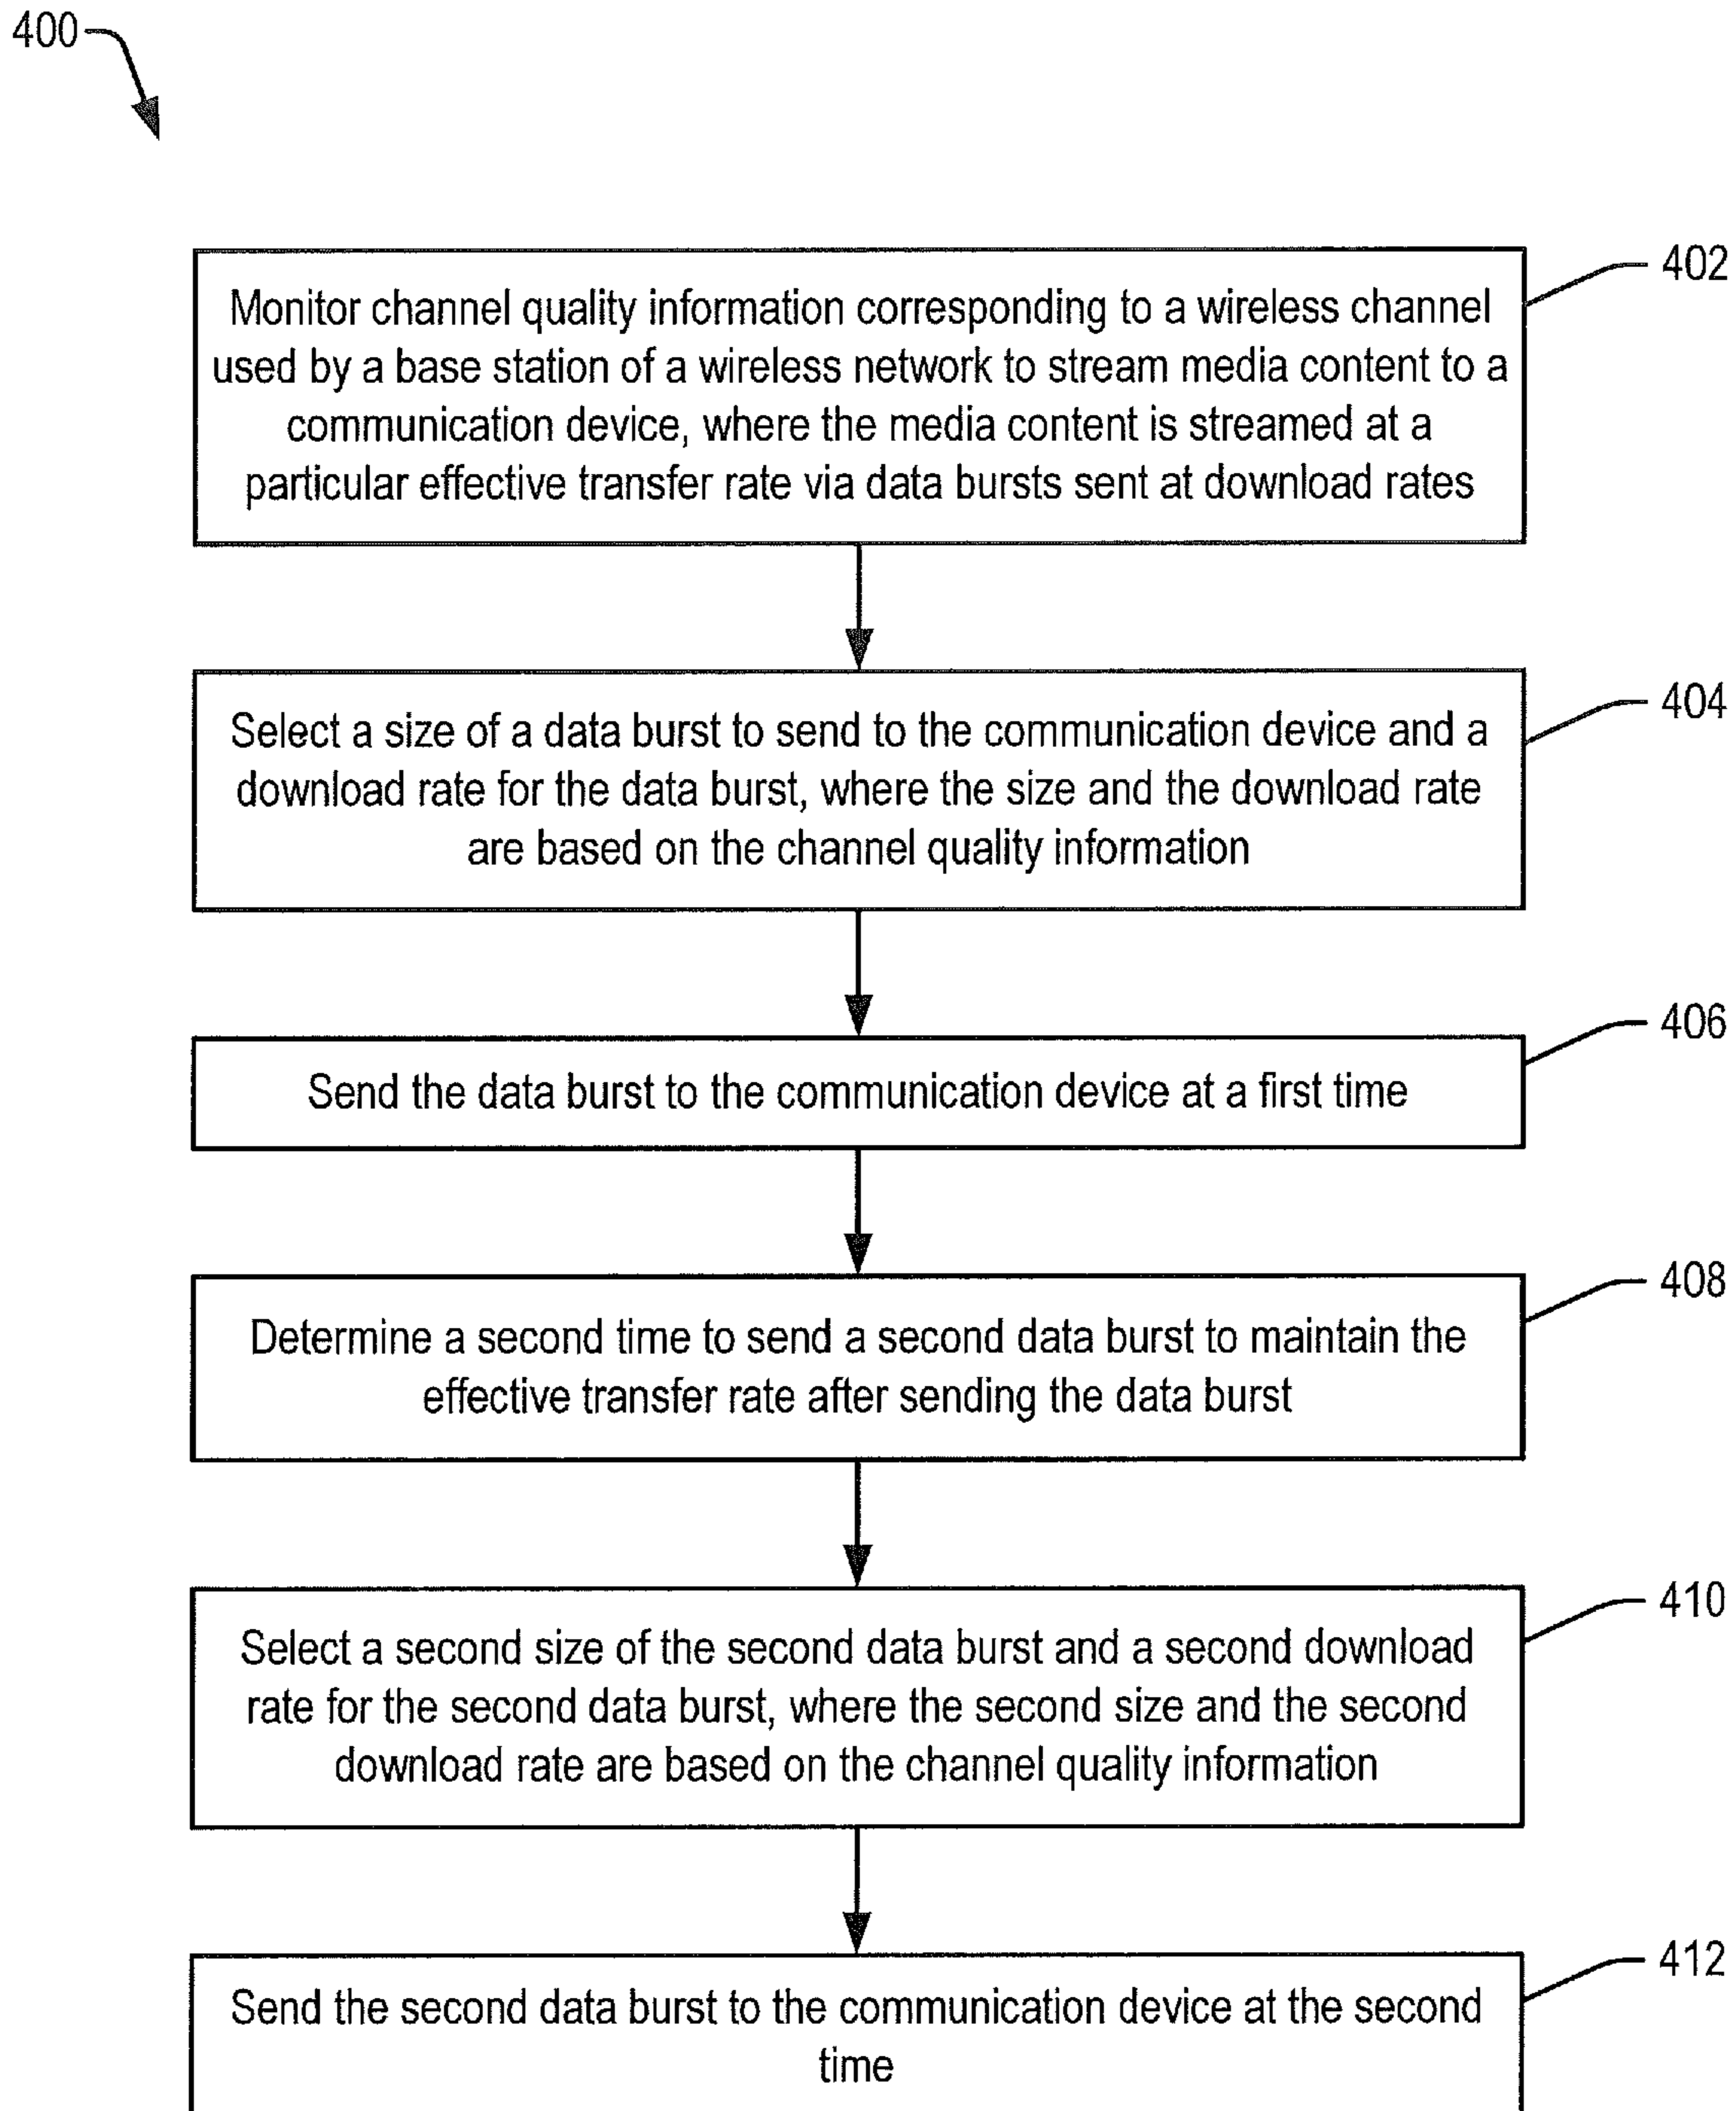 400
402
Monitor channel quality information corresponding to a wireless channel
used by a base station of a wireless network to stream media content to a
communication device, where the media content is streamed at a
particular effective transfer rate via data bursts sent at download rates
404
Select a size of a data burst to send to the communication device and a
download rate for the data burst, where the size and the download rate
are based on the channel quality information
406
Send the data burst to the communication device at a first time
408
Determine a second time to send a second data burst to maintain the
effective transfer rate after sending the data burst
410
Select a second size of the second data burst and a second download
rate for the second data burst, where the second size and the second
download rate are based on the channel quality information
412
Send the second data burst to the communication device at the second
time